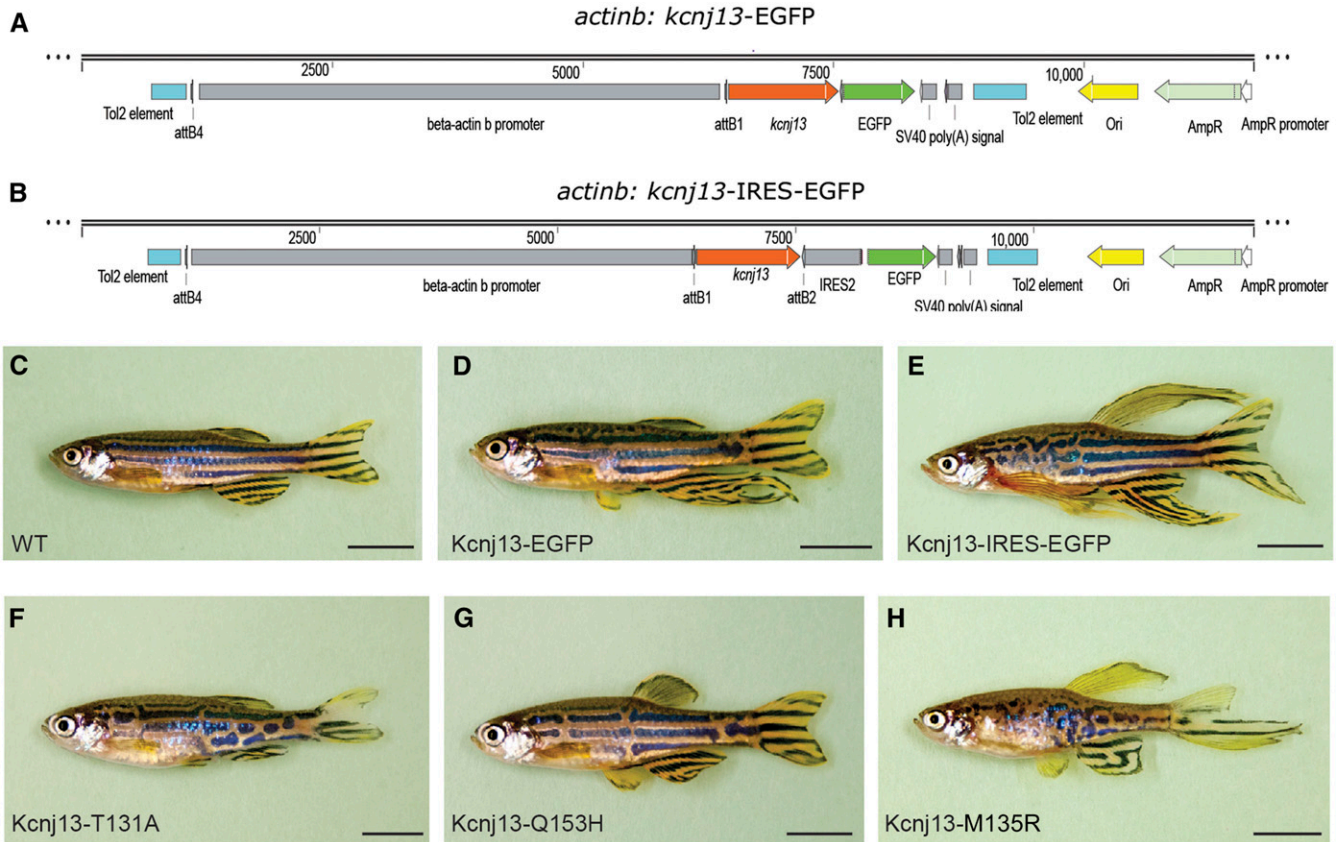 A
actinb: kcnj13-EGFP
2500 5000 7500 10,000
Tol2 element attB4 beta-actin b promoter attB1 kcnj13 EGFP SV40 poly(A) signal Tol2 element Ori AmpR AmpR promoter
B
actinb: kcnj13-IRES-EGFP
2500 5000 7500 10,000
Tol2 element attB4 beta-actin b promoter attB1 kcnj13 attB2 IRES2 EGFP SV40 poly(A) signal Tol2 element Ori AmpR AmpR promoter
C
WT
D
Kcnj13-EGFP
E
Kcnj13-IRES-EGFP
F
Kcnj13-T131A
G
Kcnj13-Q153H
H
Kcnj13-M135R